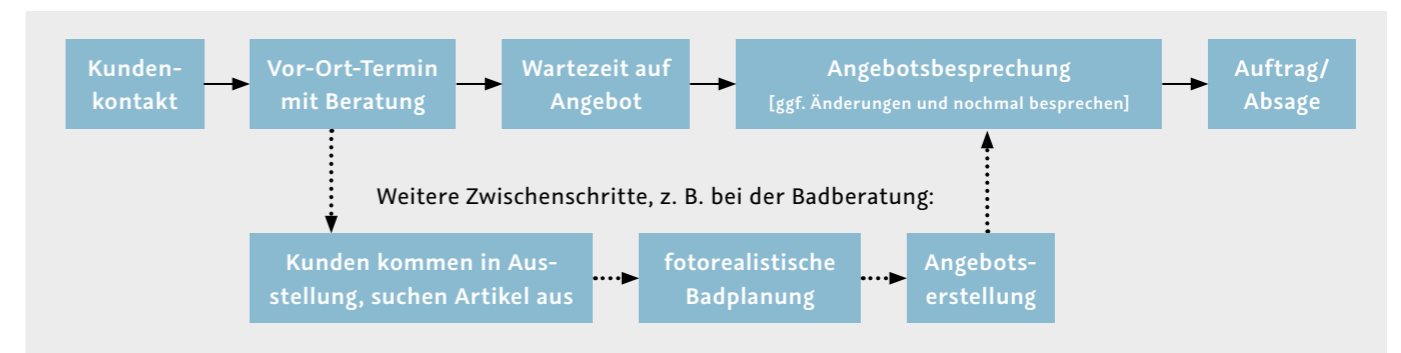 Kunden-
kontakt
Vor-Ort-Termin
mit Beratung
Wartezeit auf
Angebot
Angebotsbesprechung
[ggf. Änderungen und nochmal besprechen]
Auftrag/
Absage
Weitere Zwischenschritte, z. B. bei der Badberatung:
Kunden kommen in Aus-
stellung, suchen Artikel aus
fotorealistische
Badplanung
Angebots-
erstellung